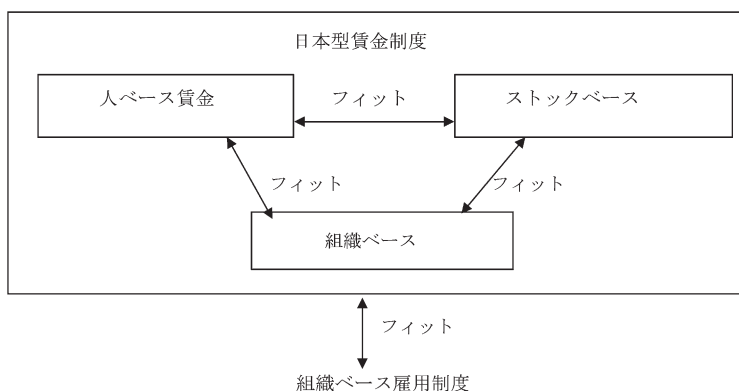 日本型賃金制度
人ベース賃金
フィット
ストックベース
フィット
フィット
組織ベース
フィット
組織ベース雇用制度